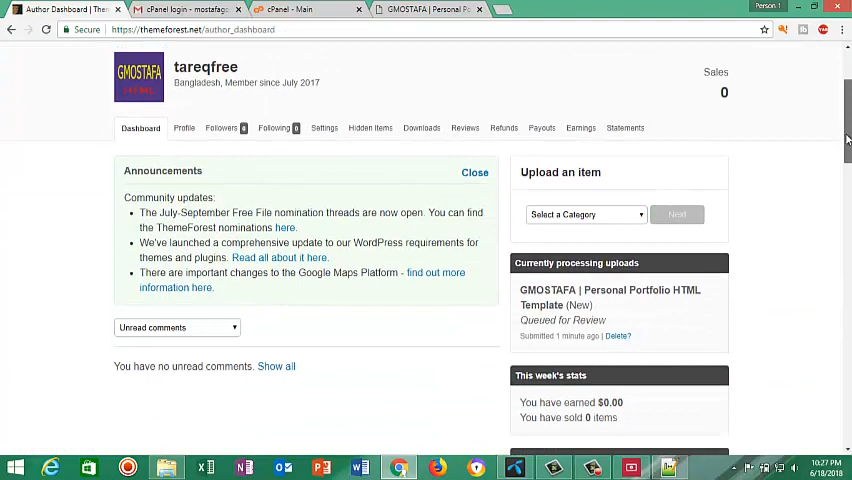 Person 1
Author Dashboard | Them
cPanel login - mostafago
cPanel - Main
GMOSTAFA | Personal Po
Secure
https://themeforest.net/author_dashboard
GMOSTAFA
HTML
tareqfree
Bangladesh, Member since July 2017
Sales
0
Dashboard
Profile
Followers 0
Following 0
Settings
Hidden Items
Downloads
Reviews
Refunds
Payouts
Earnings
Statements
Announcements
Close
Community updates:
The July-September Free File nomination threads are now open. You can find
the ThemeForest nominations here.
We've launched a comprehensive update to our WordPress requirements for
themes and plugins. Read all about it here.
There are important changes to the Google Maps Platform - find out more
information here.
Unread comments
You have no unread comments. Show all
Upload an item
Select a Category
Next
Currently processing uploads
GMOSTAFA | Personal Portfolio HTML
Template (New)
Queued for Review
Submitted 1 minute ago | Delete?
This week's stats
You have earned $0.00
You have sold 0 items
10:27 PM
6/18/2018